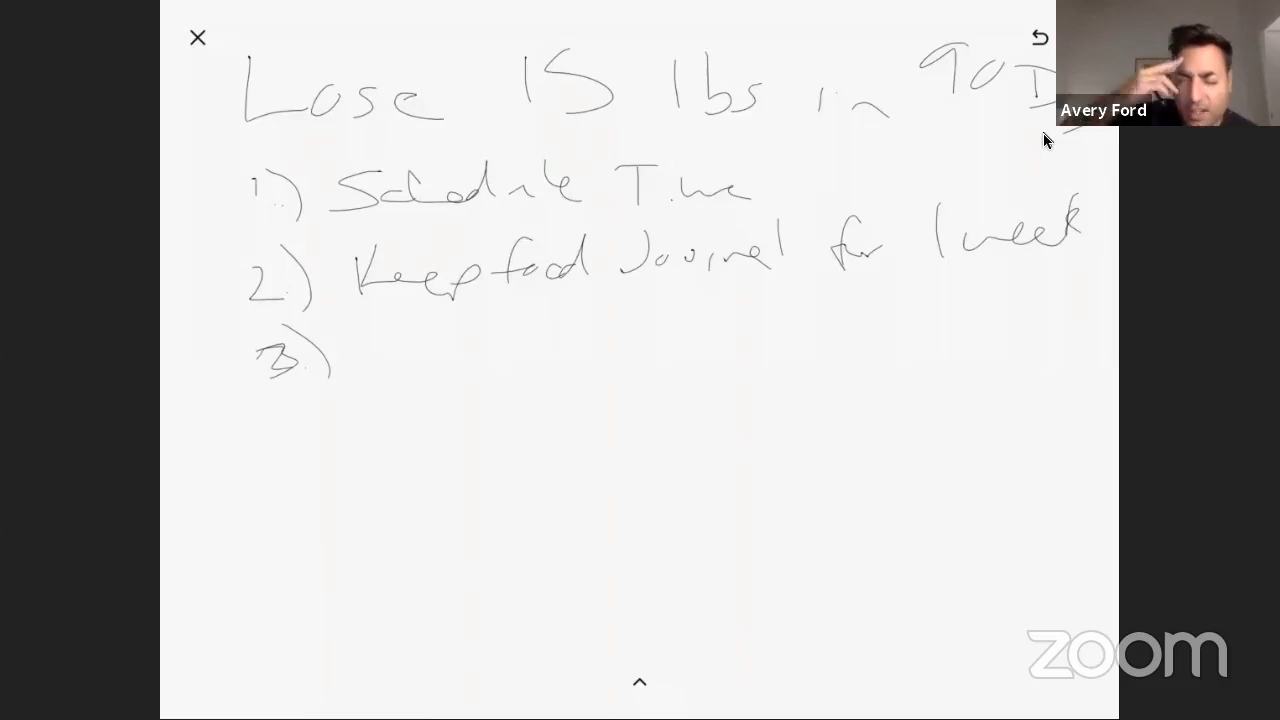 Lose 15 lbs in 90 D
1.) Schedule Time
2.) Keep food Journal for 1 week
3.)
Avery Ford
zoom